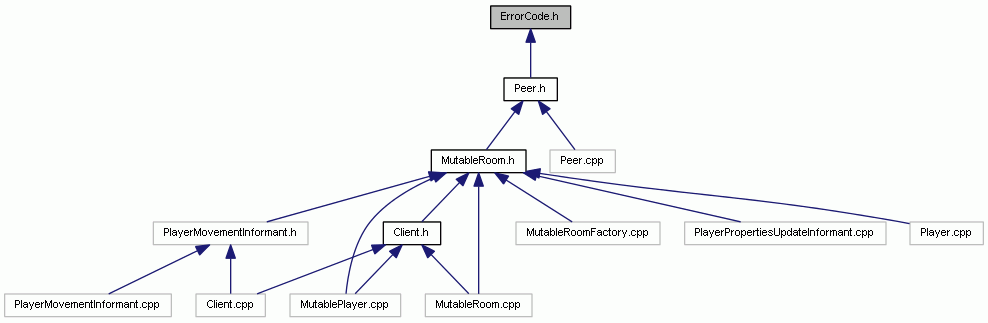 ErrorCode.h
Peer.h
MutableRoom.h
Peer.cpp
PlayerMovementInformant.h
Client.h
MutableRoomFactory.cpp
PlayerPropertiesUpdateInformant.cpp
Player.cpp
PlayerMovementInformant.cpp
Client.cpp
MutablePlayer.cpp
MutableRoom.cpp